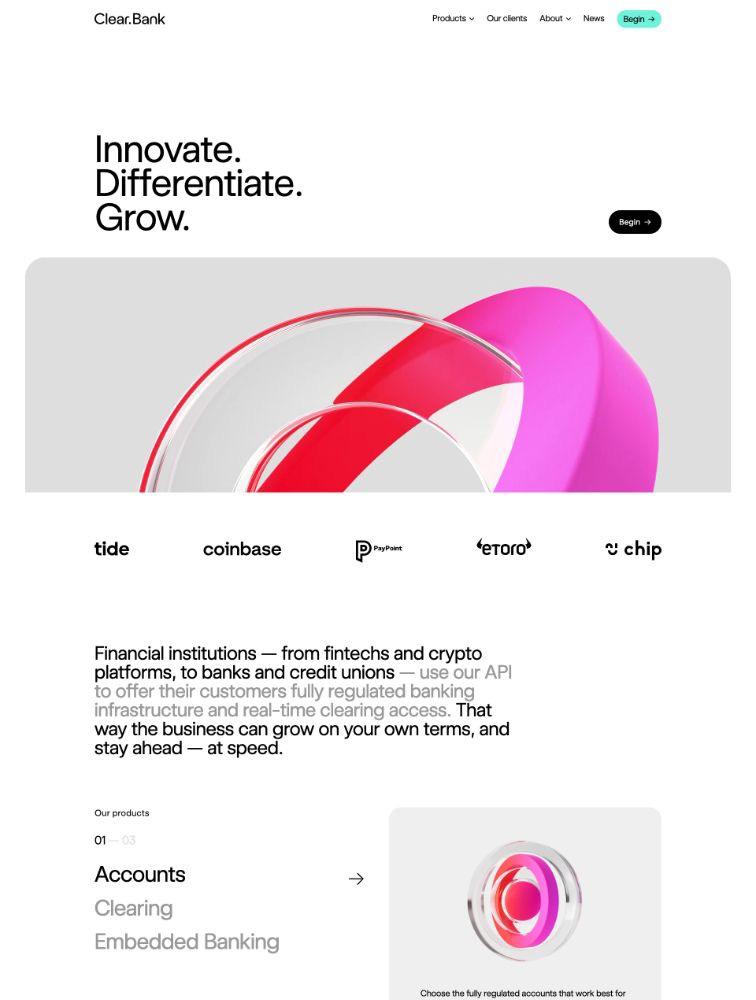 Clear.Bank
Products
Our clients
About
News
Begin →
Innovate.
Differentiate.
Grow.
Begin →
tide
coinbase
PayPoint
eToro
chip
Financial institutions — from fintechs and crypto
platforms, to banks and credit unions — use our API
to offer their customers fully regulated banking
infrastructure and real-time clearing access. That
way the business can grow on your own terms, and
stay ahead — at speed.
Our products
01 — 03
Accounts →
Clearing
Embedded Banking
Choose the fully regulated accounts that work best for